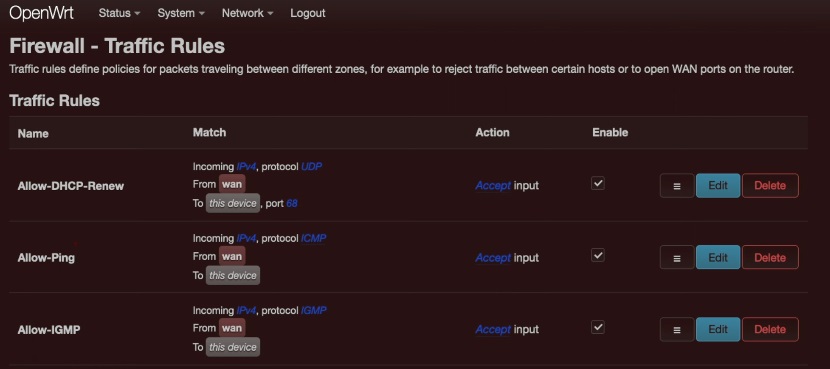 OpenWrt Status System Network Logout
Firewall - Traffic Rules
Traffic rules define policies for packets traveling between different zones, for example to reject traffic between certain hosts or to open WAN ports on the router.
Traffic Rules
Name Match Action Enable
Allow-DHCP-Renew
Incoming IPv4, protocol UDP
From wan
To this device, port 68
Accept input
≡ Edit Delete
Allow-Ping
Incoming IPv4, protocol ICMP
From wan
To this device
Accept input
≡ Edit Delete
Allow-IGMP
Incoming IPv4, protocol IGMP
From wan
To this device
Accept input
≡ Edit Delete